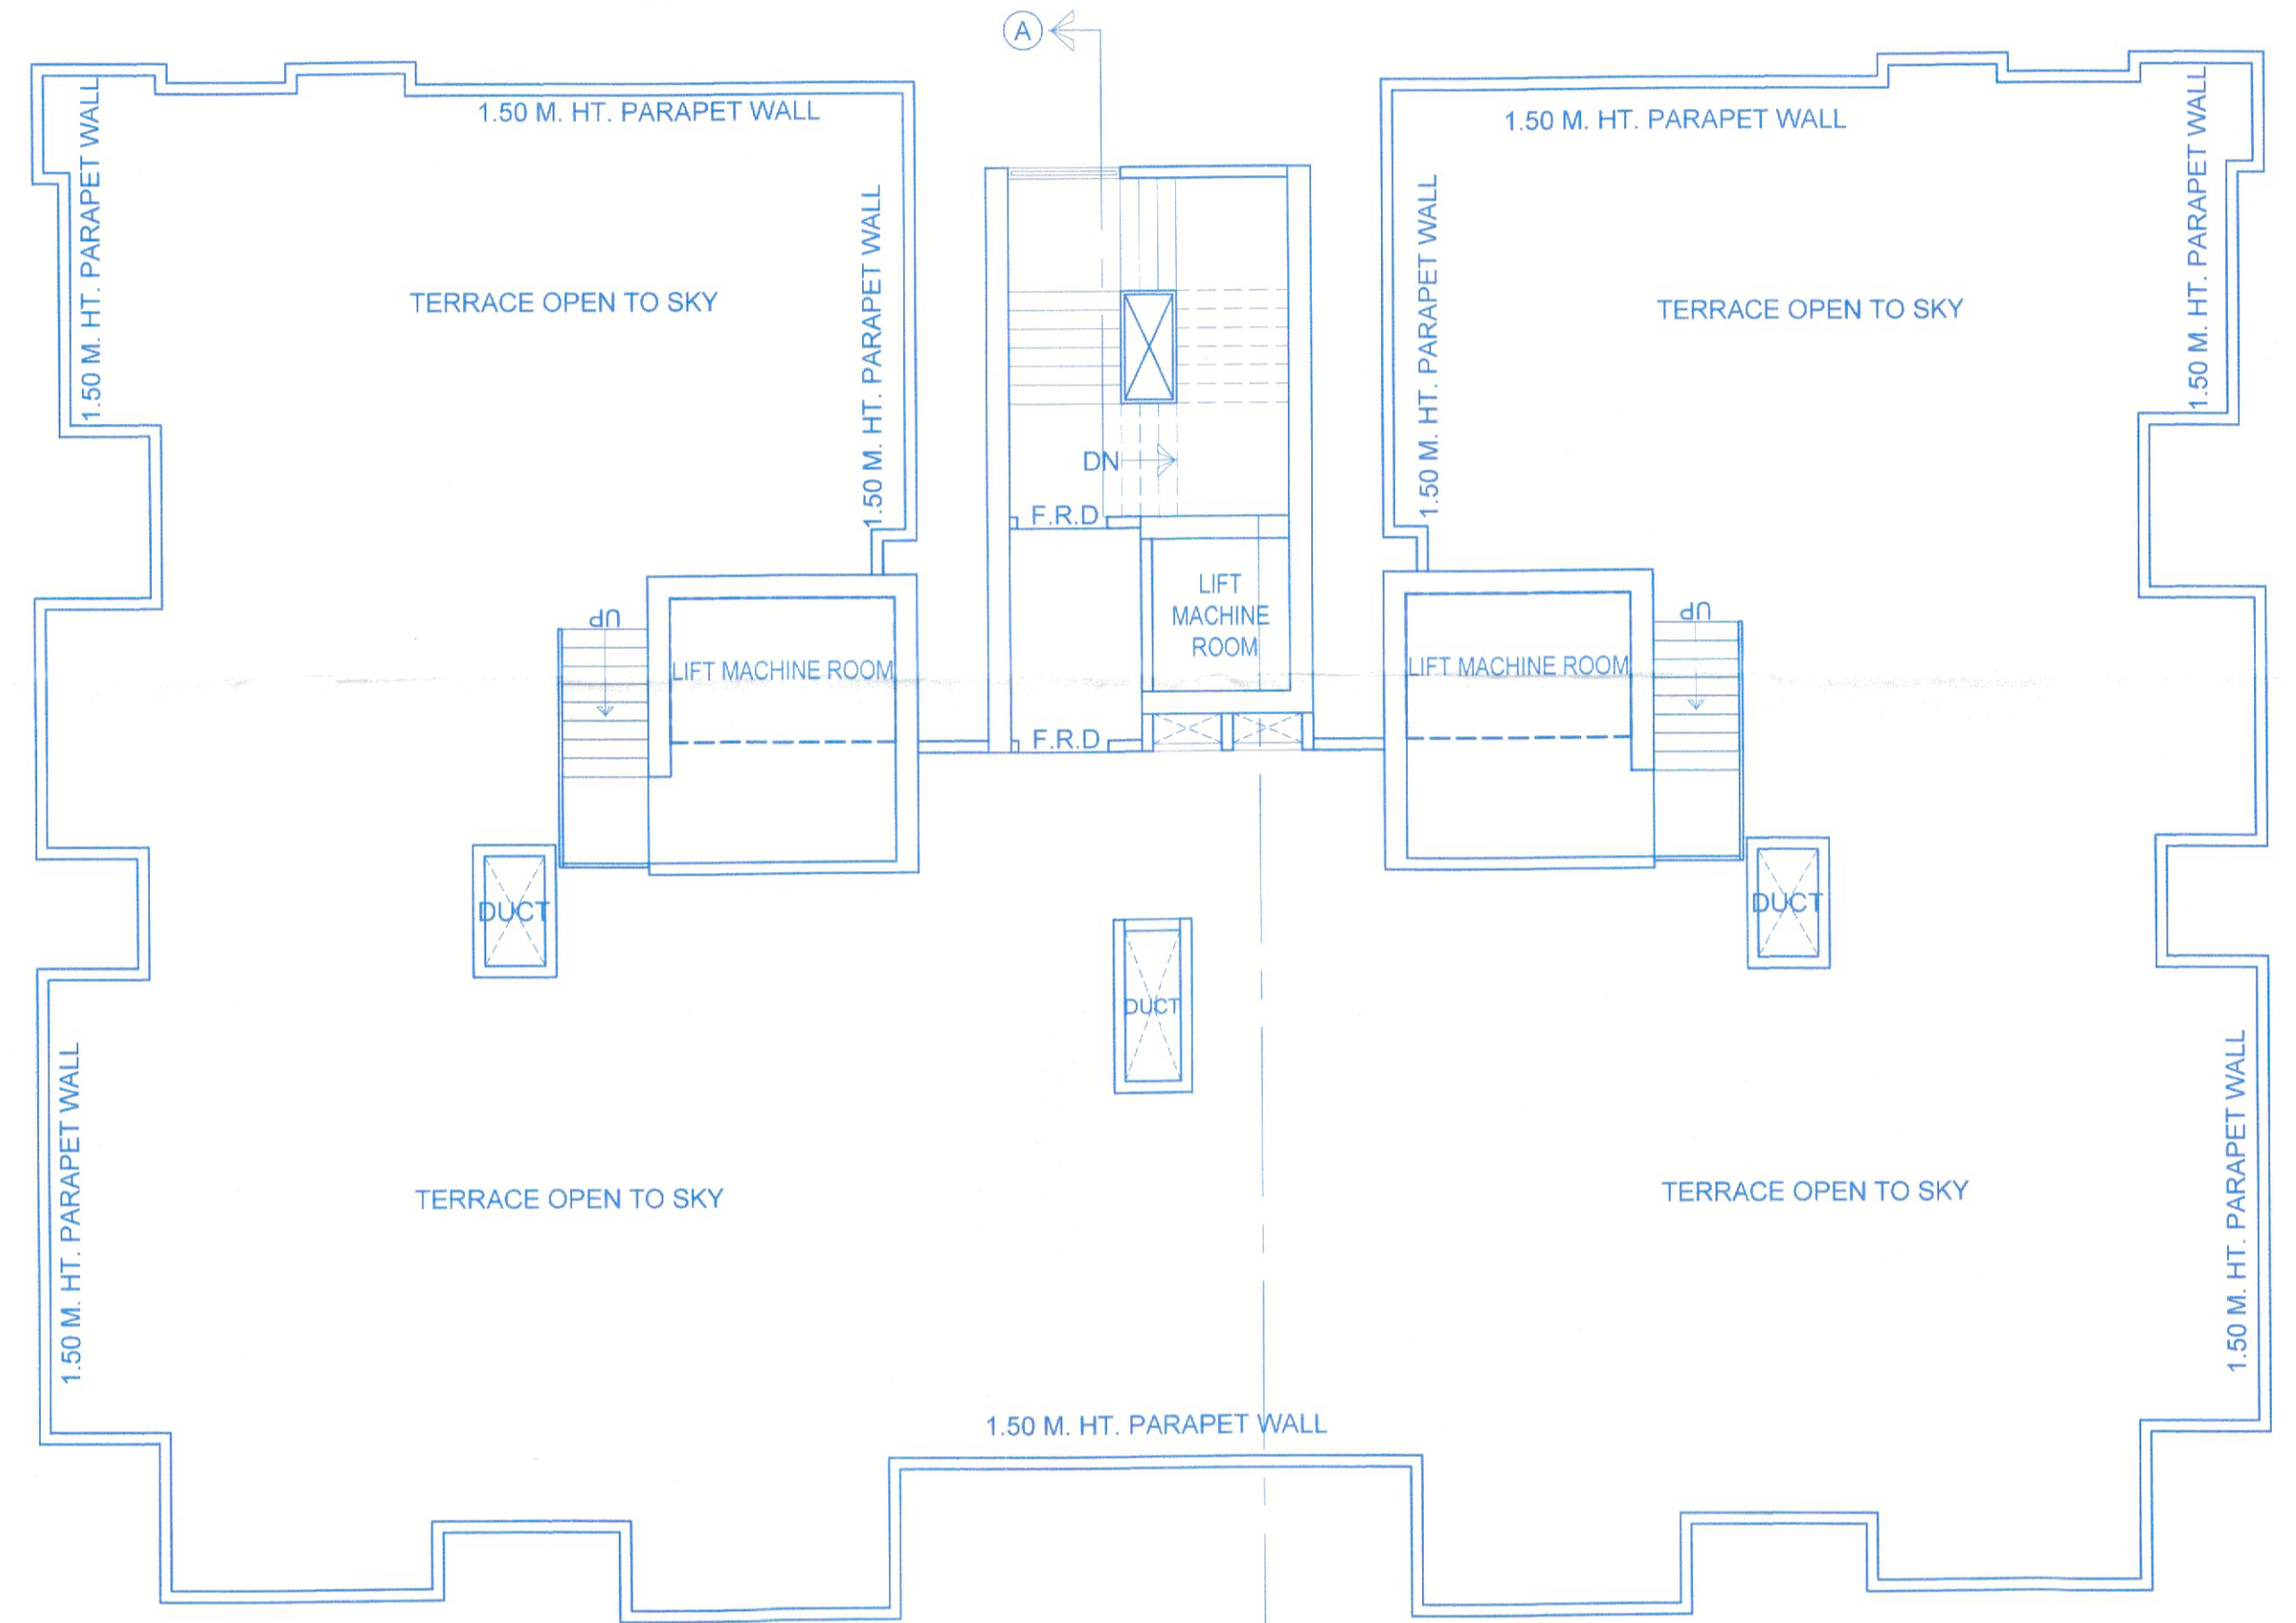 A
1.50 M. HT. PARAPET WALL
1.50 M. HT. PARAPET WALL
1.50 M. HT. PARAPET WALL
1.50 M. HT. PARAPET WALL
1.50 M. HT. PARAPET WALL
1.50 M. HT. PARAPET WALL
TERRACE OPEN TO SKY
TERRACE OPEN TO SKY
DN
F.R.D
LIFT
MACHINE
ROOM
UP
UP
LIFT MACHINE ROOM
LIFT MACHINE ROOM
F.R.D
DUCT
DUCT
DUCT
1.50 M. HT. PARAPET WALL
1.50 M. HT. PARAPET WALL
TERRACE OPEN TO SKY
TERRACE OPEN TO SKY
1.50 M. HT. PARAPET WALL